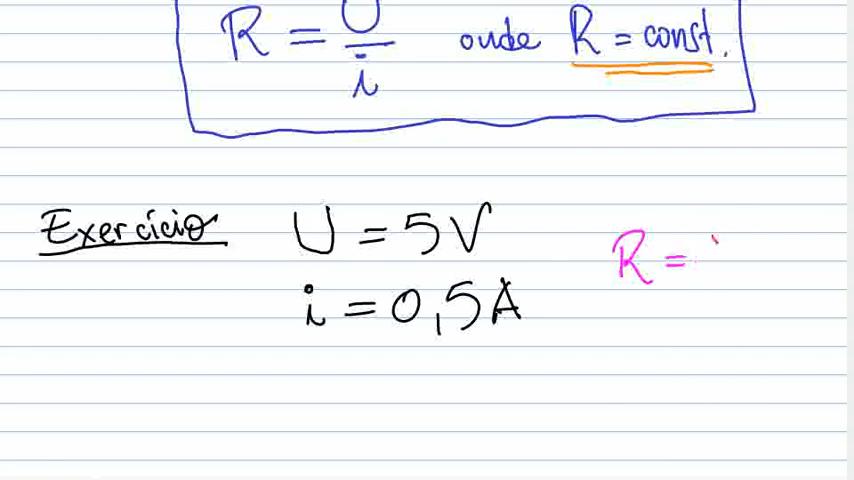 R = U / i onde R = const.
Exercício U = 5V
i = 0,5A
R =